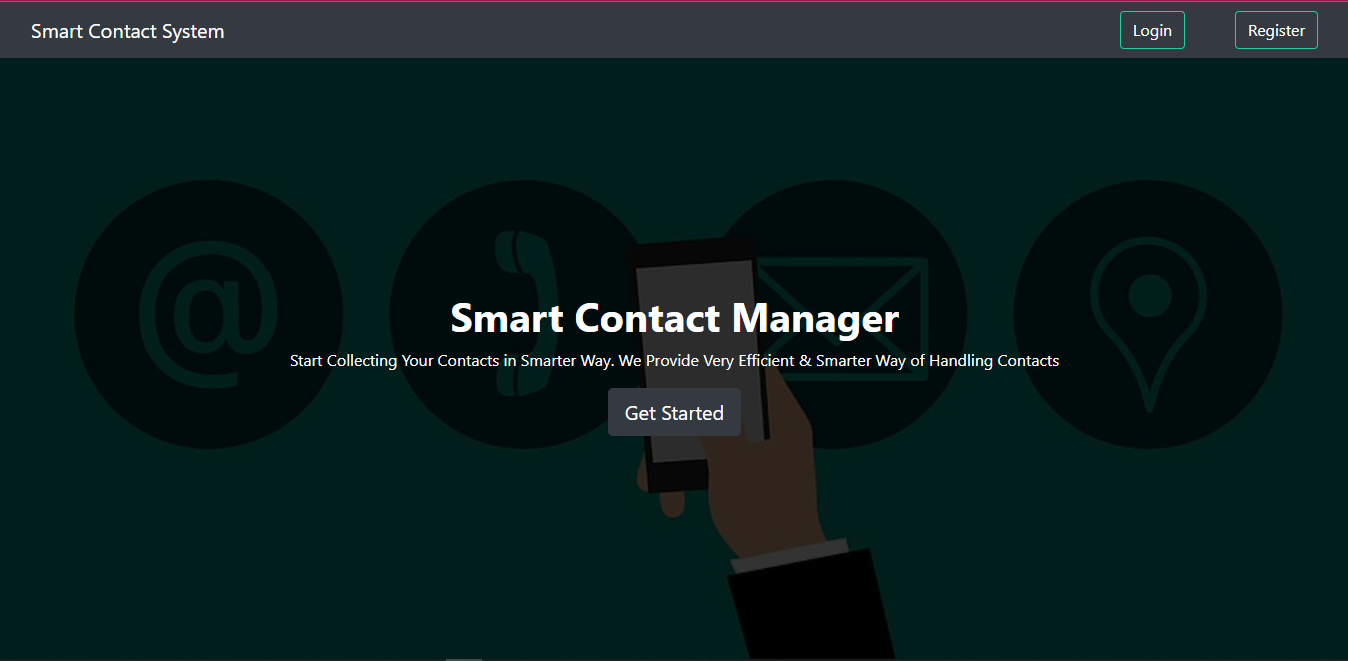 Smart Contact System
Login
Register
Smart Contact Manager
Start Collecting Your Contacts in Smarter Way. We Provide Very Efficient & Smarter Way of Handling Contacts
Get Started